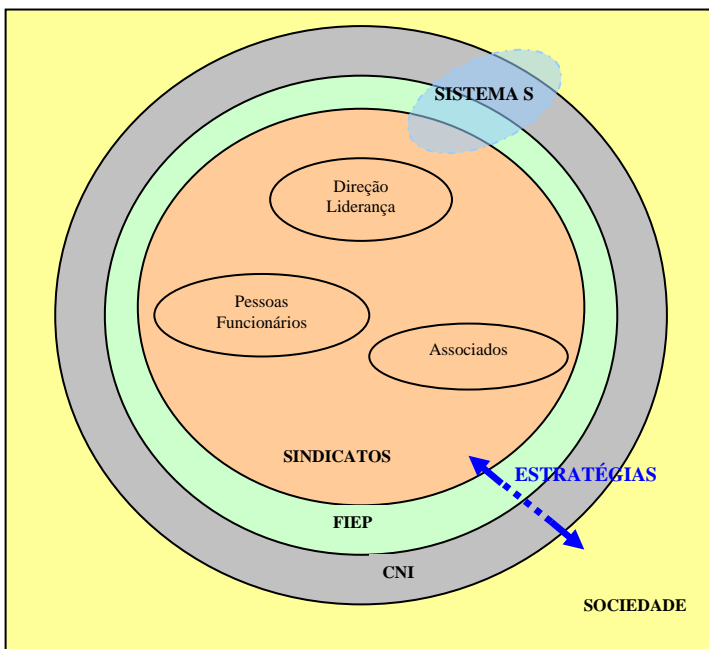 SISTEMA S
Direção
Liderança
Pessoas
Funcionários
Associados
SINDICATOS
ESTRATÉGIAS
FIEP
CNI
SOCIEDADE